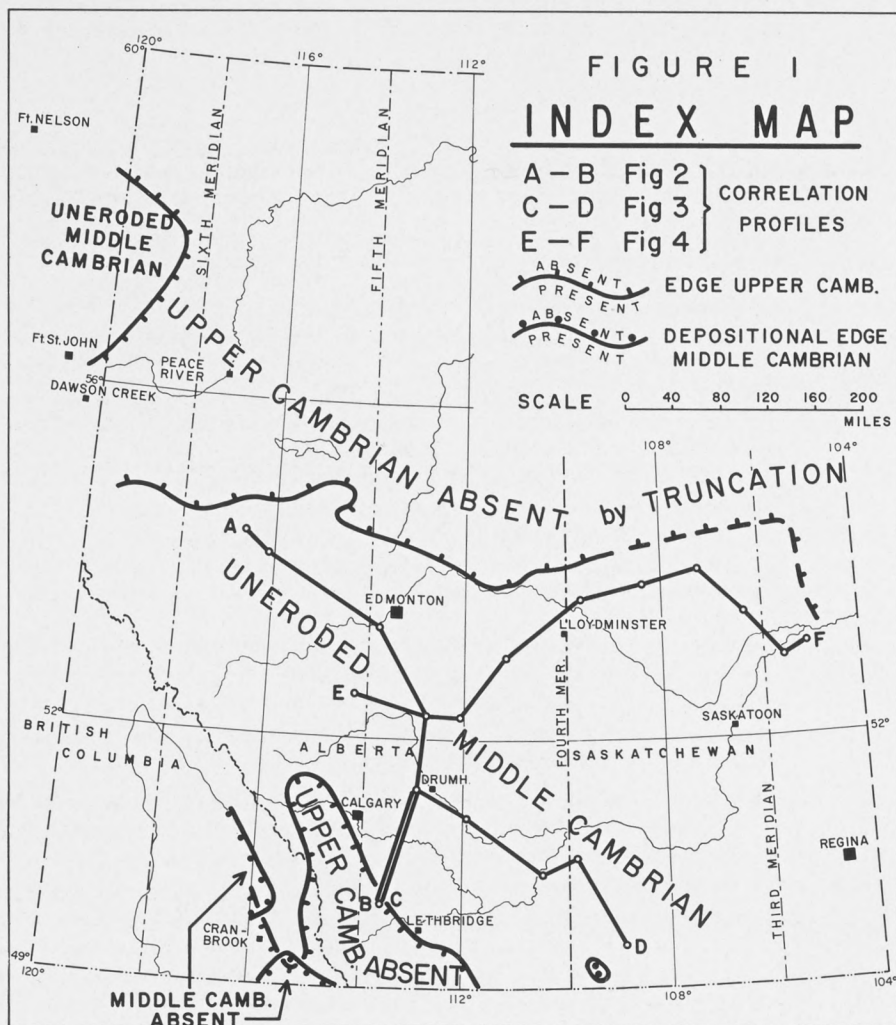 120°
60°
116°
112°
FIGURE 1
INDEX MAP
A – B Fig 2
C – D Fig 3
E – F Fig 4
CORRELATION
PROFILES
ABSENT
PRESENT
EDGE UPPER CAMB.
ABSENT
PRESENT
DEPOSITIONAL EDGE
MIDDLE CAMBRIAN
SCALE
0 40 80 120 160 200
MILES
Ft. NELSON
SIXTH MERIDIAN
FIFTH MERIDIAN
UNERODED
MIDDLE
CAMBRIAN
Ft St. JOHN
PEACE
RIVER
56°
DAWSON CREEK
UPPER CAMBRIAN ABSENT by TRUNCATION
108°
104°
A
UNERODED
MIDDLE
CAMBRIAN
EDMONTON
LLOYDMINSTER
F
E
FOURTH MER.
52°
SASKATOON
52°
BRITISH
COLUMBIA
ALBERTA
SASKATCHEWAN
DRUMH.
CALGARY
THIRD MERIDIAN
REGINA
UPPER CAMB.
ABSENT
B
C
LETHBRIDGE
D
CRAN-
BROOK
49°
120°
112°
108°
104°
MIDDLE CAMB.
ABSENT